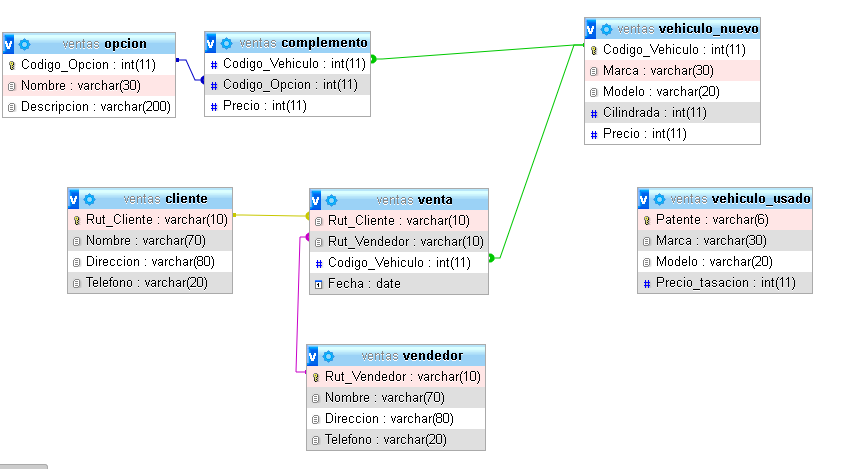 v ventas opcion
Codigo_Opcion : int(11)
Nombre : varchar(30)
Descripcion : varchar(200)
v ventas complemento
# Codigo_Vehiculo : int(11)
# Codigo_Opcion : int(11)
# Precio : int(11)
v ventas vehiculo_nuevo
Codigo_Vehiculo : int(11)
Marca : varchar(30)
Modelo : varchar(20)
# Cilindrada : int(11)
# Precio : int(11)
v ventas cliente
Rut_Cliente : varchar(10)
Nombre : varchar(70)
Direccion : varchar(80)
Telefono : varchar(20)
v ventas venta
Rut_Cliente : varchar(10)
Rut_Vendedor : varchar(10)
# Codigo_Vehiculo : int(11)
Fecha : date
v ventas vehiculo_usado
Patente : varchar(6)
Marca : varchar(30)
Modelo : varchar(20)
# Precio_tasacion : int(11)
v ventas vendedor
Rut_Vendedor : varchar(10)
Nombre : varchar(70)
Direccion : varchar(80)
Telefono : varchar(20)